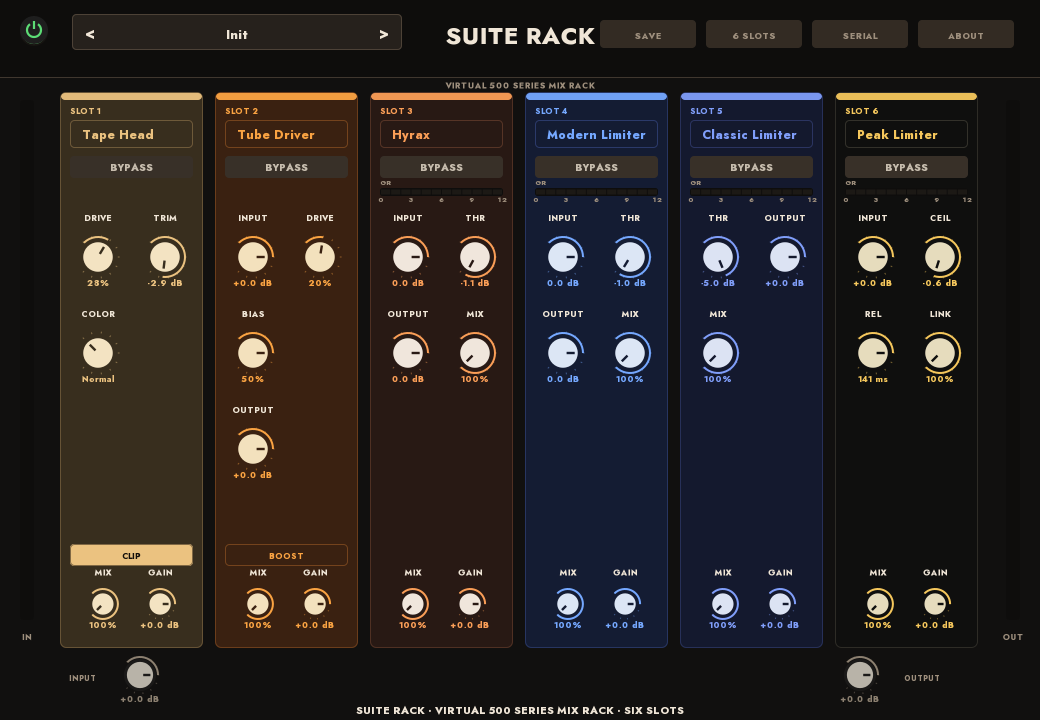 < Init >
SUITE RACK
SAVE
6 SLOTS
SERIAL
ABOUT
VIRTUAL 500 SERIES MIX RACK
SLOT 1
Tape Head
BYPASS
DRIVE TRIM
28% -2.9 dB
COLOR
Normal
CLIP
MIX GAIN
100% +0.0 dB
SLOT 2
Tube Driver
BYPASS
INPUT DRIVE
+0.0 dB 20%
BIAS
50%
OUTPUT
+0.0 dB
BOOST
MIX GAIN
100% +0.0 dB
SLOT 3
Hyrax
BYPASS
GR
0 3 6 9 12
INPUT THR
0.0 dB -1.1 dB
OUTPUT MIX
0.0 dB 100%
MIX GAIN
100% +0.0 dB
SLOT 4
Modern Limiter
BYPASS
GR
0 3 6 9 12
INPUT THR
0.0 dB -1.0 dB
OUTPUT MIX
0.0 dB 100%
MIX GAIN
100% +0.0 dB
SLOT 5
Classic Limiter
BYPASS
GR
0 3 6 9 12
THR OUTPUT
-5.0 dB +0.0 dB
MIX
100%
MIX GAIN
100% +0.0 dB
SLOT 6
Peak Limiter
BYPASS
GR
0 3 6 9 12
INPUT CEIL
+0.0 dB -0.6 dB
REL LINK
141 ms 100%
MIX GAIN
100% +0.0 dB
IN
OUT
INPUT
+0.0 dB
OUTPUT
+0.0 dB
SUITE RACK · VIRTUAL 500 SERIES MIX RACK · SIX SLOTS